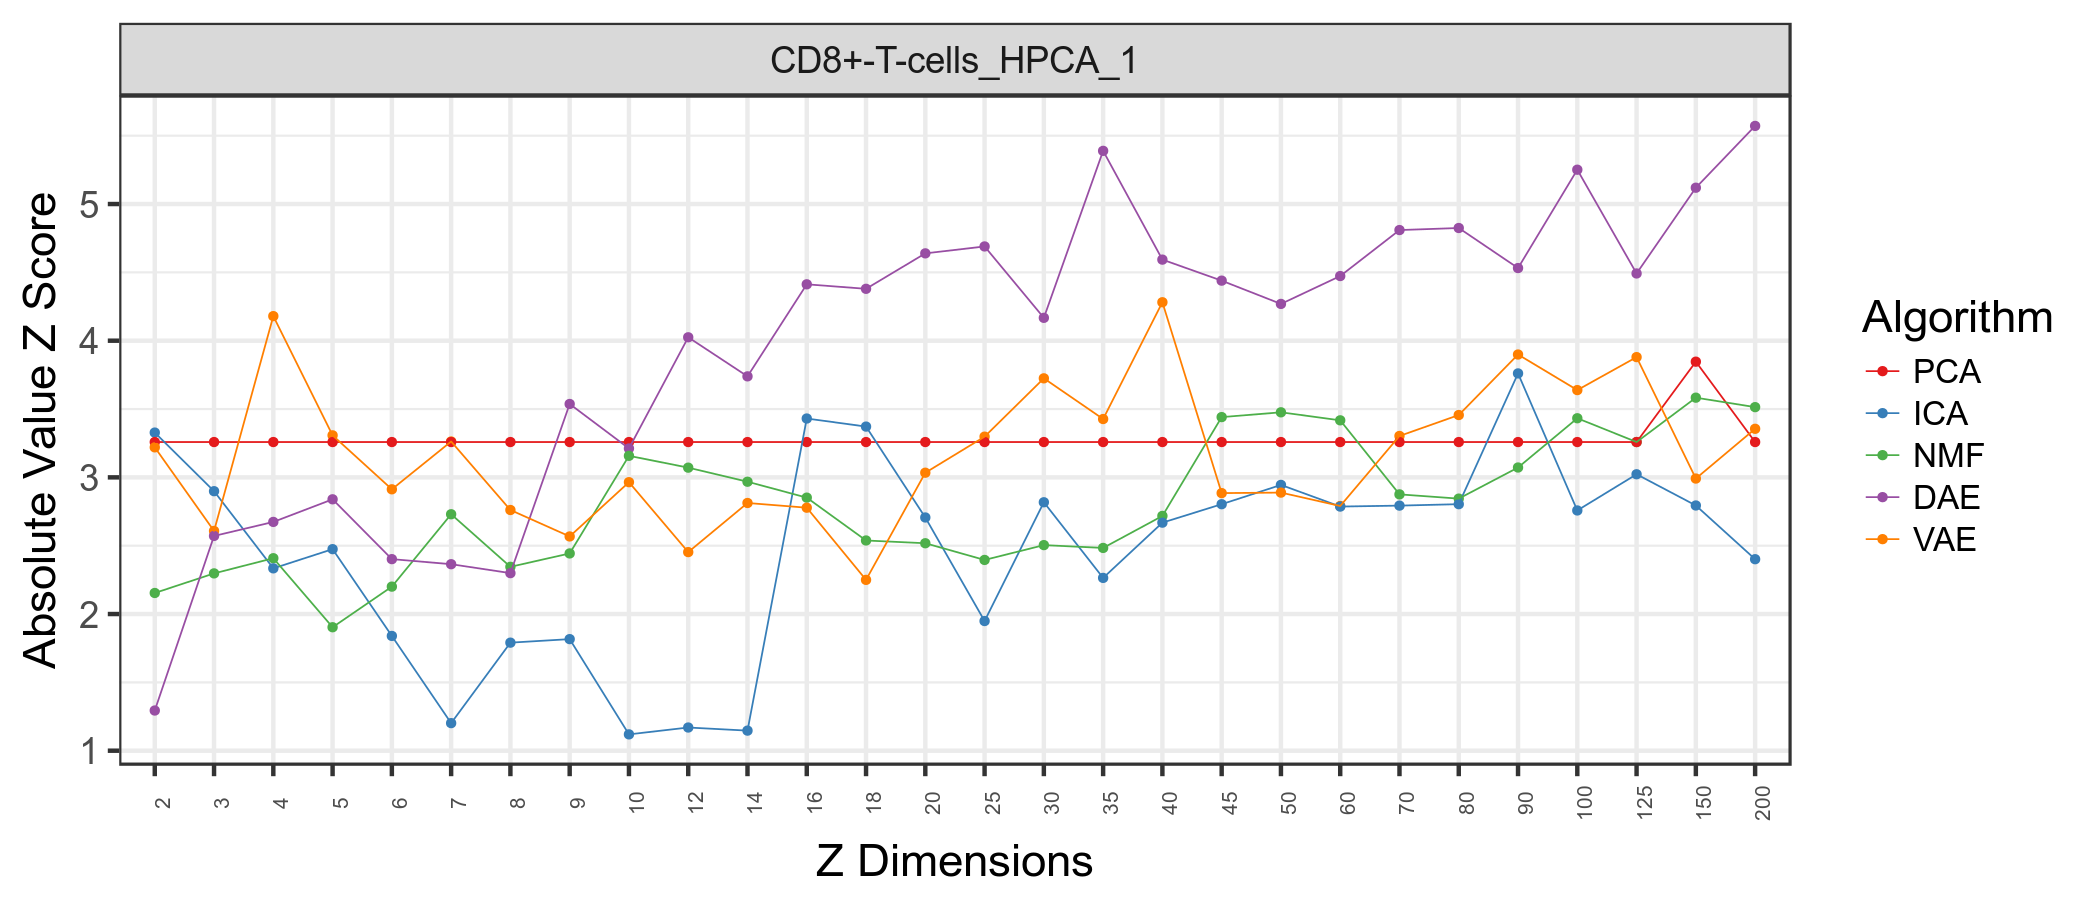 CD8+-T-cells_HPCA_1
Absolute Value Z Score
5
4
3
2
1
2 3 4 5 6 7 8 9 10 12 14 16 18 20 25 30 35 40 45 50 60 70 80 90 100 125 150 200
Z Dimensions
Algorithm
PCA
ICA
NMF
DAE
VAE